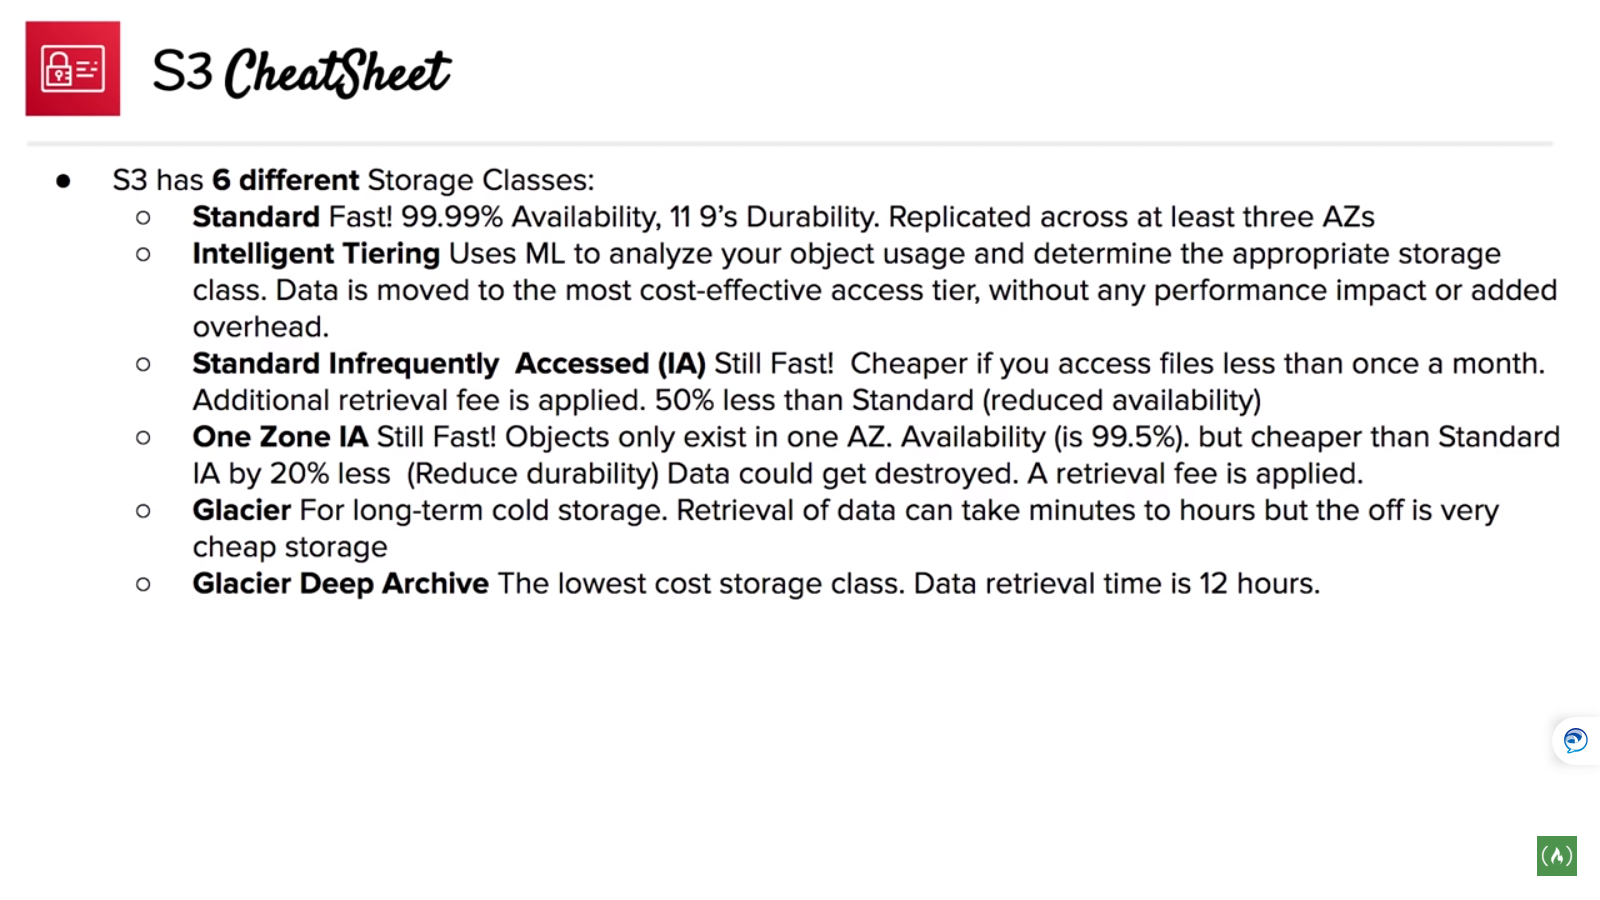 S3 CheatSheet
● S3 has 6 different Storage Classes:
○ Standard Fast! 99.99% Availability, 11 9’s Durability. Replicated across at least three AZs
○ Intelligent Tiering Uses ML to analyze your object usage and determine the appropriate storage
class. Data is moved to the most cost-effective access tier, without any performance impact or added
overhead.
○ Standard Infrequently Accessed (IA) Still Fast! Cheaper if you access files less than once a month.
Additional retrieval fee is applied. 50% less than Standard (reduced availability)
○ One Zone IA Still Fast! Objects only exist in one AZ. Availability (is 99.5%). but cheaper than Standard
IA by 20% less (Reduce durability) Data could get destroyed. A retrieval fee is applied.
○ Glacier For long-term cold storage. Retrieval of data can take minutes to hours but the off is very
cheap storage
○ Glacier Deep Archive The lowest cost storage class. Data retrieval time is 12 hours.